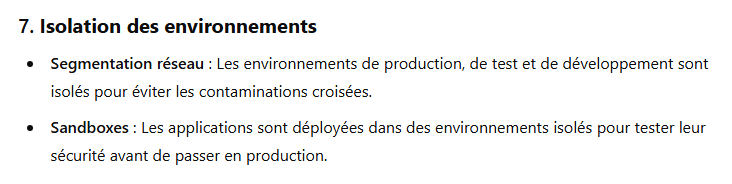 7. Isolation des environnements
• Segmentation réseau : Les environnements de production, de test et de développement sont
isolés pour éviter les contaminations croisées.
• Sandboxes : Les applications sont déployées dans des environnements isolés pour tester leur
sécurité avant de passer en production.